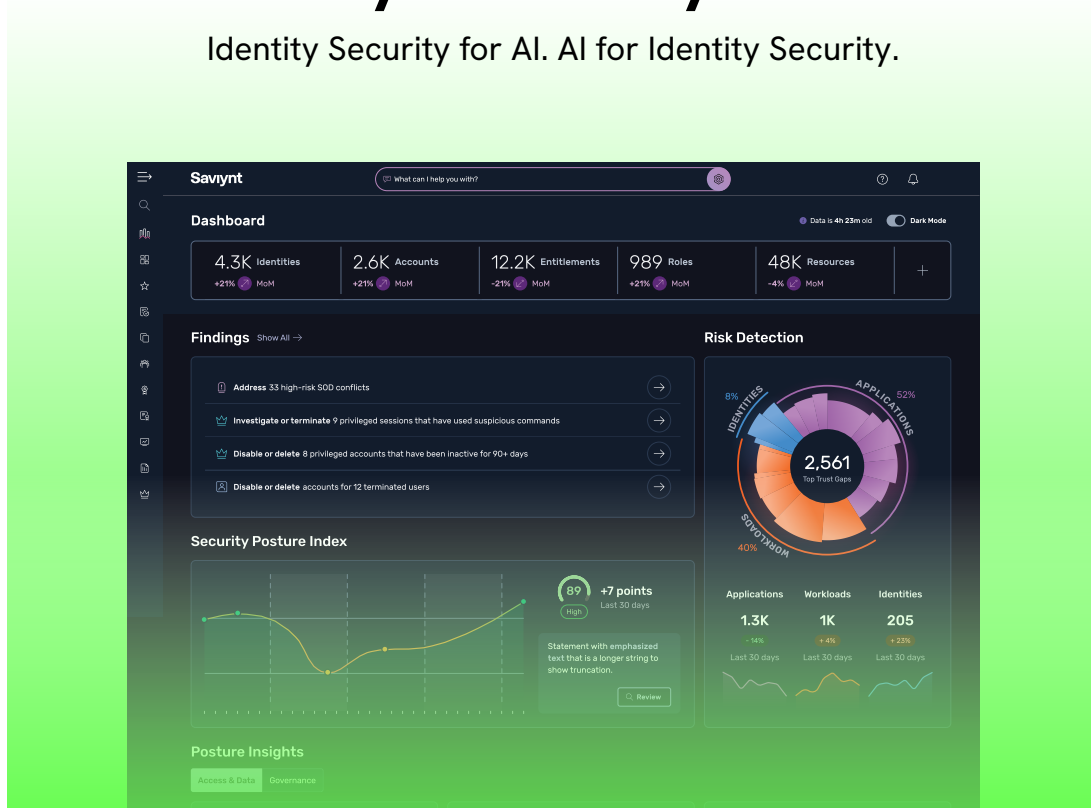 Identity Security for AI. AI for Identity Security.
Saviynt
What can I help you with?
Dashboard
Data is 4h 23m old
Dark Mode
4.3K Identities
+21% MoM
2.6K Accounts
+21% MoM
12.2K Entitlements
-21% MoM
989 Roles
+21% MoM
48K Resources
-4% MoM
Findings Show All →
Address 33 high-risk SOD conflicts
Investigate or terminate 9 privileged sessions that have used suspicious commands
Disable or delete 8 privileged accounts that have been inactive for 90+ days
Disable or delete accounts for 12 terminated users
Risk Detection
8%
IDENTITIES
APPLICATIONS
52%
2,561
Top Trust Gaps
WORKLOADS
40%
Applications
1.3K
- 14%
Last 30 days
Workloads
1K
+ 4%
Last 30 days
Identities
205
+ 23%
Last 30 days
Security Posture Index
89
High
+7 points
Last 30 days
Statement with emphasized
text that is a longer string to
show truncation.
Review
Posture Insights
Access & Data
Governance